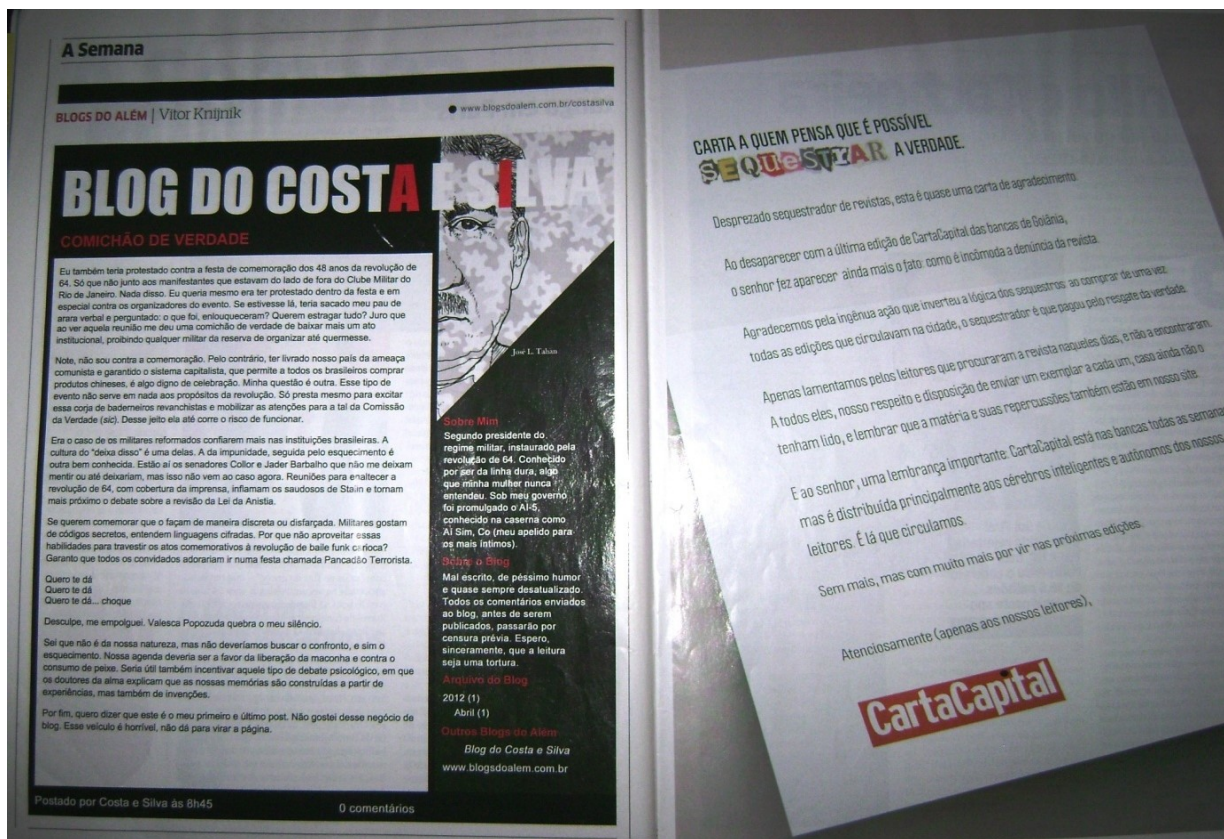 A Semana
BLOGS DO ALÉM | Vitor Knijnik
www.blogsdoalem.com.br/costasilva
BLOG DO COSTA E SILVA
COMICHÃO DE VERDADE
Eu também teria protestado contra a festa de comemoração dos 48 anos da revolução de
64. Só que não junto aos manifestantes que estavam do lado de fora do Clube Militar do
Rio de Janeiro. Nada disso. Eu queria mesmo era ter protestado dentro da festa e em
especial contra os organizadores do evento. Se estivesse lá, teria sacado meu pau de
arara verbal e perguntado: o que foi, enlouqueceram? Querem estragar tudo? Juro que
ao ver aquela reunião me deu uma comichão de verdade de baixar mais um ato
institucional, proibindo qualquer militar da reserva de organizar até quermesse.
Note, não sou contra a comemoração. Pelo contrário, ter livrado nosso país da ameaça
comunista e garantido o sistema capitalista, que permite a todos os brasileiros comprar
produtos chineses, é algo digno de celebração. Minha questão é outra. Esse tipo de
evento não serve em nada aos propósitos da revolução. Só presta mesmo para excitar
essa corja de baderneiros revanchistas e mobilizar as atenções para a tal da Comissão
da Verdade (sic). Desse jeito ela até corre o risco de funcionar.
Era o caso de os militares reformados confiarem mais nas instituições brasileiras. A
cultura do "deixa disso" é uma delas. A da impunidade, seguida pelo esquecimento é
outra bem conhecida. Estão aí os senadores Collor e Jader Barbalho que não me deixam
mentir ou até deixariam, mas isso não vem ao caso agora. Reuniões para enaltecer a
revolução de 64, com cobertura da imprensa, inflamam os saudosos de Stalin e tornam
mais próximo o debate sobre a revisão da Lei da Anistia.
Se querem comemorar que o façam de maneira discreta ou disfarçada. Militares gostam
de códigos secretos, entendem linguagens cifradas. Por que não aproveitar essas
habilidades para travestir os atos comemorativos à revolução de baile funk carioca?
Garanto que todos os convidados adorariam ir numa festa chamada Pancadão Terrorista.
Quero te dá
Quero te dá
Quero te dá... choque
Desculpe, me empolguei. Valesca Popozuda quebra o meu silêncio.
Sei que não é da nossa natureza, mas não deveríamos buscar o confronto, e sim o
esquecimento. Nossa agenda deveria ser a favor da liberação da maconha e contra o
consumo de peixe. Seria útil também incentivar aquele tipo de debate psicológico, em que
os doutores da alma explicam que as nossas memórias são construídas a partir de
experiências, mas também de invenções.
Por fim, quero dizer que este é o meu primeiro e último post. Não gostei desse negócio de
blog. Esse veículo é horrível, não dá para virar a página.
Postado por Costa e Silva às 8h45
0 comentários
José L. Tahan
Sobre Mim
Segundo presidente do
regime militar, instaurado pela
revolução de 64. Conhecido
por ser da linha dura, algo
que minha mulher nunca
entendeu. Sob meu governo
foi promulgado o AI-5,
conhecido na caserna como
AI Sim, Co (meu apelido para
os mais íntimos).
Sobre o Blog
Mal escrito, de péssimo humor
e quase sempre desatualizado.
Todos os comentários enviados
ao blog, antes de serem
publicados, passarão por
censura prévia. Espero,
sinceramente, que a leitura
seja uma tortura.
Arquivo do Blog
2012 (1)
Abril (1)
Outros Blogs do Além
Blog do Costa e Silva
www.blogsdoalem.com.br
CARTA A QUEM PENSA QUE É POSSÍVEL
SEQUESTRAR A VERDADE.
Desprezado sequestrador de revistas, esta é quase uma carta de agradecimento.
Ao desaparecer com a última edição de CartaCapital das bancas de Goiânia,
o senhor fez aparecer ainda mais o fato: como é incômoda a denúncia da revista.
Agradecemos pela ingênua ação que inverteu a lógica dos sequestros: ao comprar de uma vez
todas as edições que circulavam na cidade, o sequestrador é que pagou pelo resgate da verdade.
Apenas lamentamos pelos leitores que procuraram a revista naqueles dias, e não a encontraram.
A todos eles, nosso respeito e disposição de enviar um exemplar a cada um, caso ainda não o
tenham lido, e lembrar que a matéria e suas repercussões também estão em nosso site.
E ao senhor, uma lembrança importante: CartaCapital está nas bancas todas as semana
mas é distribuída principalmente aos cérebros inteligentes e autônomos dos nossos
leitores. É lá que circulamos.
Sem mais, mas com muito mais por vir nas próximas edições.
Atenciosamente (apenas aos nossos leitores),
CartaCapital